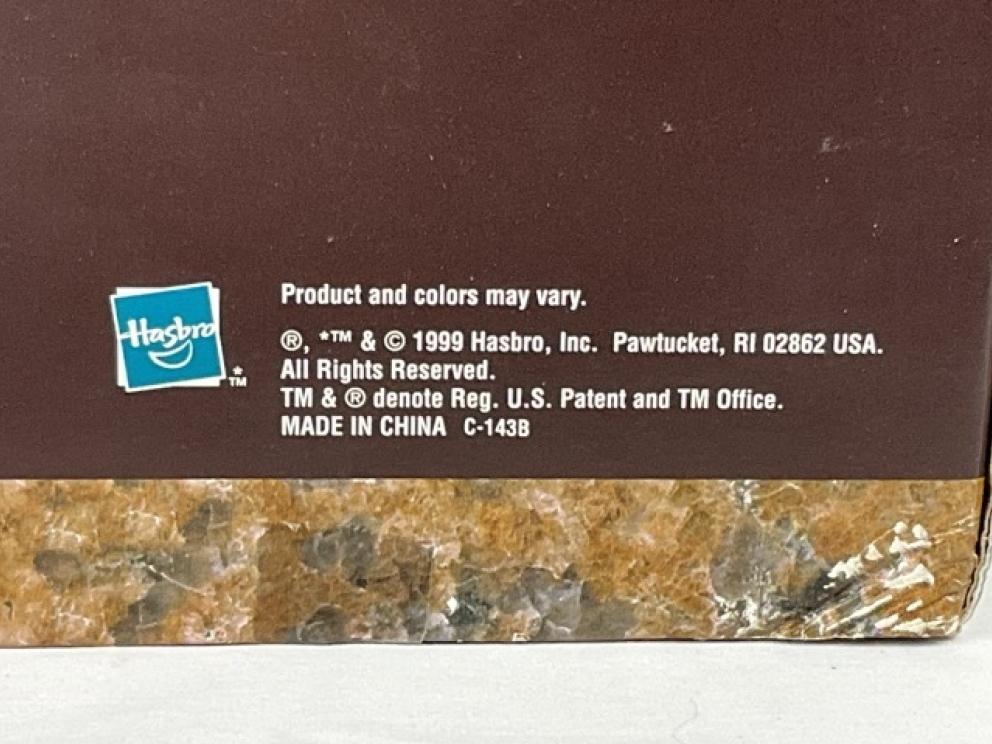 Hasbro
*TM
Product and colors may vary.
®, *™ & © 1999 Hasbro, Inc. Pawtucket, RI 02862 USA.
All Rights Reserved.
TM & ® denote Reg. U.S. Patent and TM Office.
MADE IN CHINA C-143B